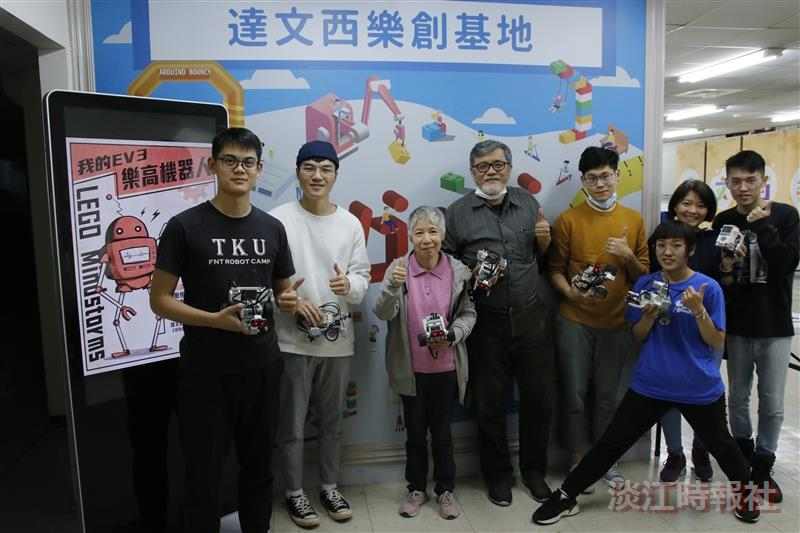 達文西樂創基地
ARDUINO BOUNCY
我的EV3
樂高機器人
LEGO Mindstorms
TKU
FNT ROBOT CAMP
淡江時報社